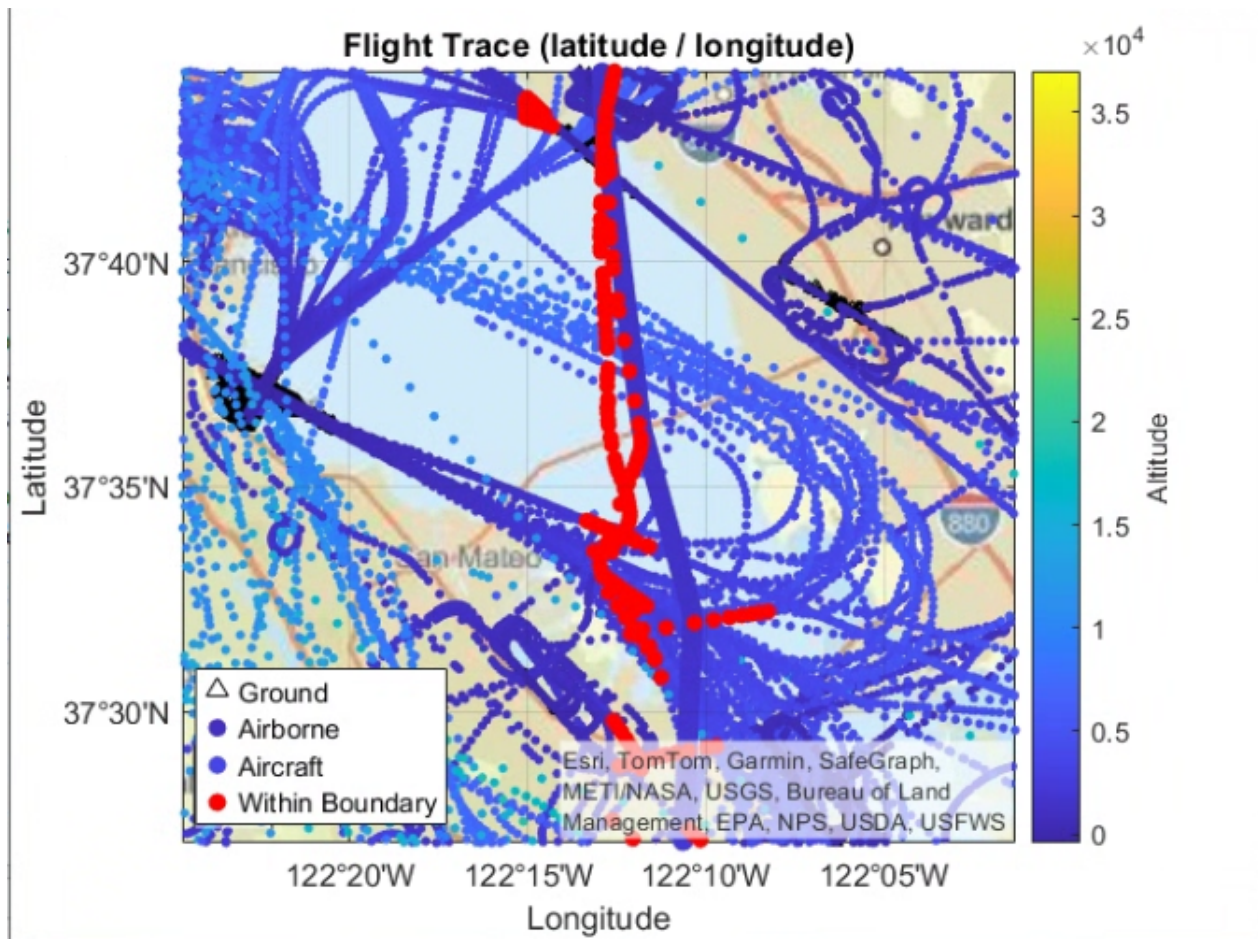 Flight Trace (latitude / longitude)
×10⁴
3.5
3
2.5
2
1.5
1
0.5
0
Altitude
Latitude
37°40'N
37°35'N
37°30'N
ward
880
San Mateo
Ground
Airborne
Aircraft
Within Boundary
Esri, TomTom, Garmin, SafeGraph,
METI/NASA, USGS, Bureau of Land
Management, EPA, NPS, USDA, USFWS
122°20'W
122°15'W
122°10'W
122°05'W
Longitude